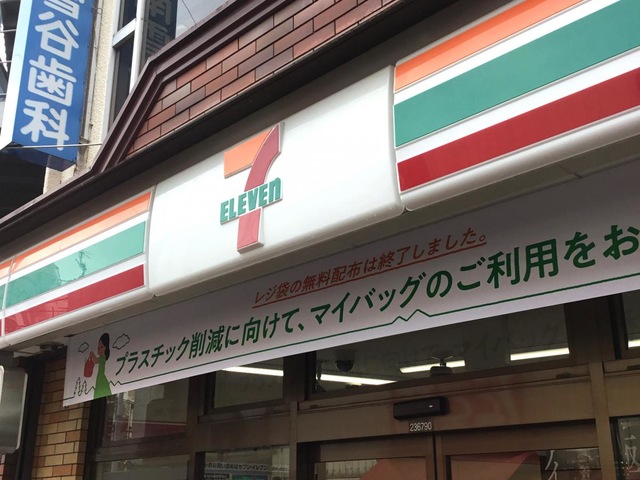 雪谷歯科
7
ELEVEn
レジ袋の無料配布は終了しました。
プラスチック削減に向けて、マイバッグのご利用をお
236790